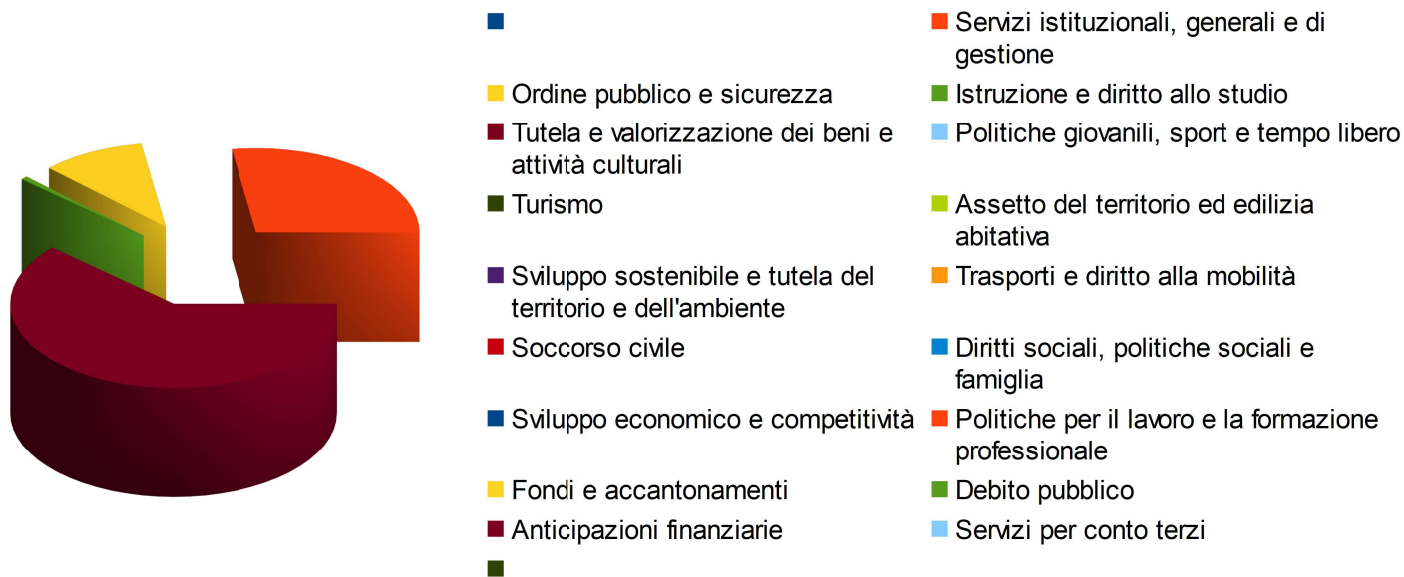 Servizi istituzionali, generali e di
gestione
Ordine pubblico e sicurezza
Istruzione e diritto allo studio
Tutela e valorizzazione dei beni e
attività culturali
Politiche giovanili, sport e tempo libero
Turismo
Assetto del territorio ed edilizia
abitativa
Sviluppo sostenibile e tutela del
territorio e dell'ambiente
Trasporti e diritto alla mobilità
Soccorso civile
Diritti sociali, politiche sociali e
famiglia
Sviluppo economico e competitività
Politiche per il lavoro e la formazione
professionale
Fondi e accantonamenti
Debito pubblico
Anticipazioni finanziarie
Servizi per conto terzi